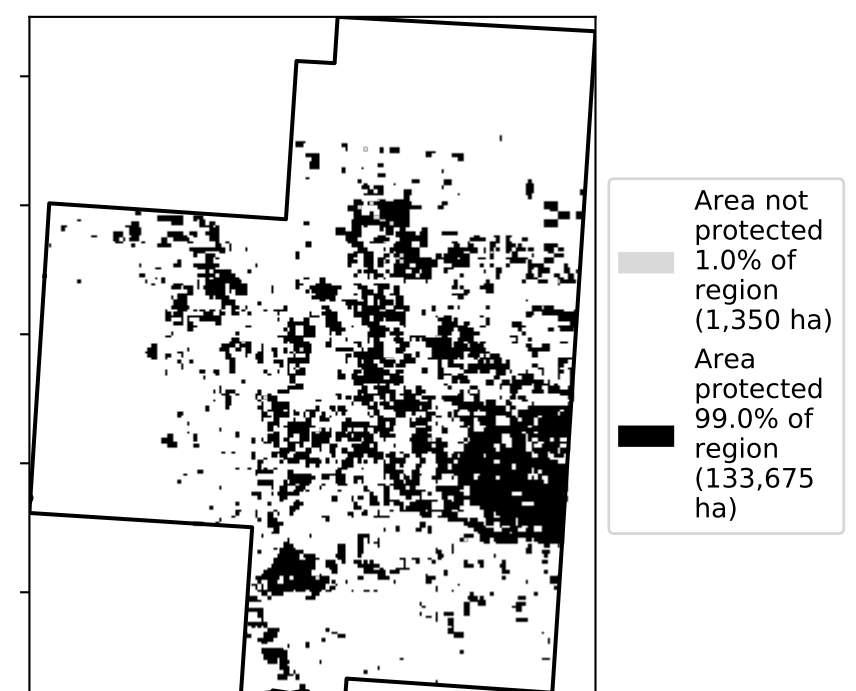 Area not
protected
1.0% of
region
(1,350 ha)
Area
protected
99.0% of
region
(133,675
ha)